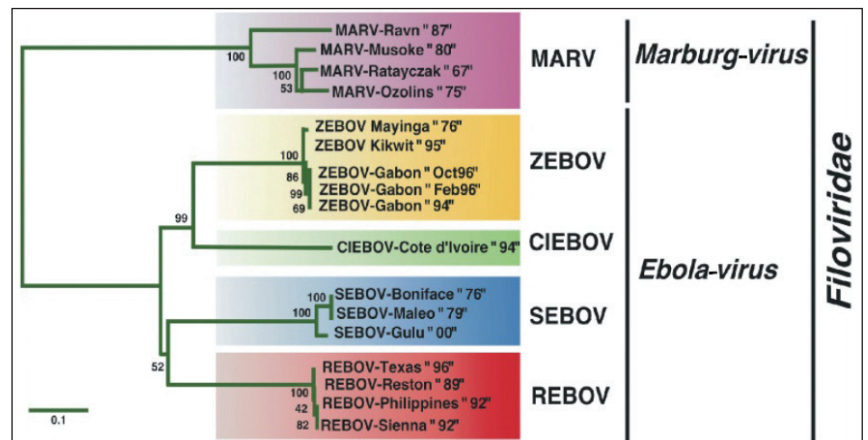 MARV-Ravn " 87"
100
MARV-Musoke " 80"
100
MARV-Ratayczak " 67"
53
MARV-Ozolins " 75"
MARV
Marburg-virus
ZEBOV Mayinga " 76"
ZEBOV Kikwit " 95"
100
ZEBOV-Gabon " Oct96"
86
ZEBOV-Gabon " Feb96"
99
ZEBOV-Gabon " 94"
69
ZEBOV
99
CIEBOV-Cote d'Ivoire " 94"
CIEBOV
Ebola-virus
Filoviridae
SEBOV-Boniface " 76"
100
SEBOV-Maleo " 79"
100
SEBOV-Gulu " 00"
SEBOV
52
REBOV-Texas " 96"
REBOV-Reston " 89"
100
REBOV-Philippines " 92"
42
REBOV-Sienna " 92"
82
REBOV
0.1